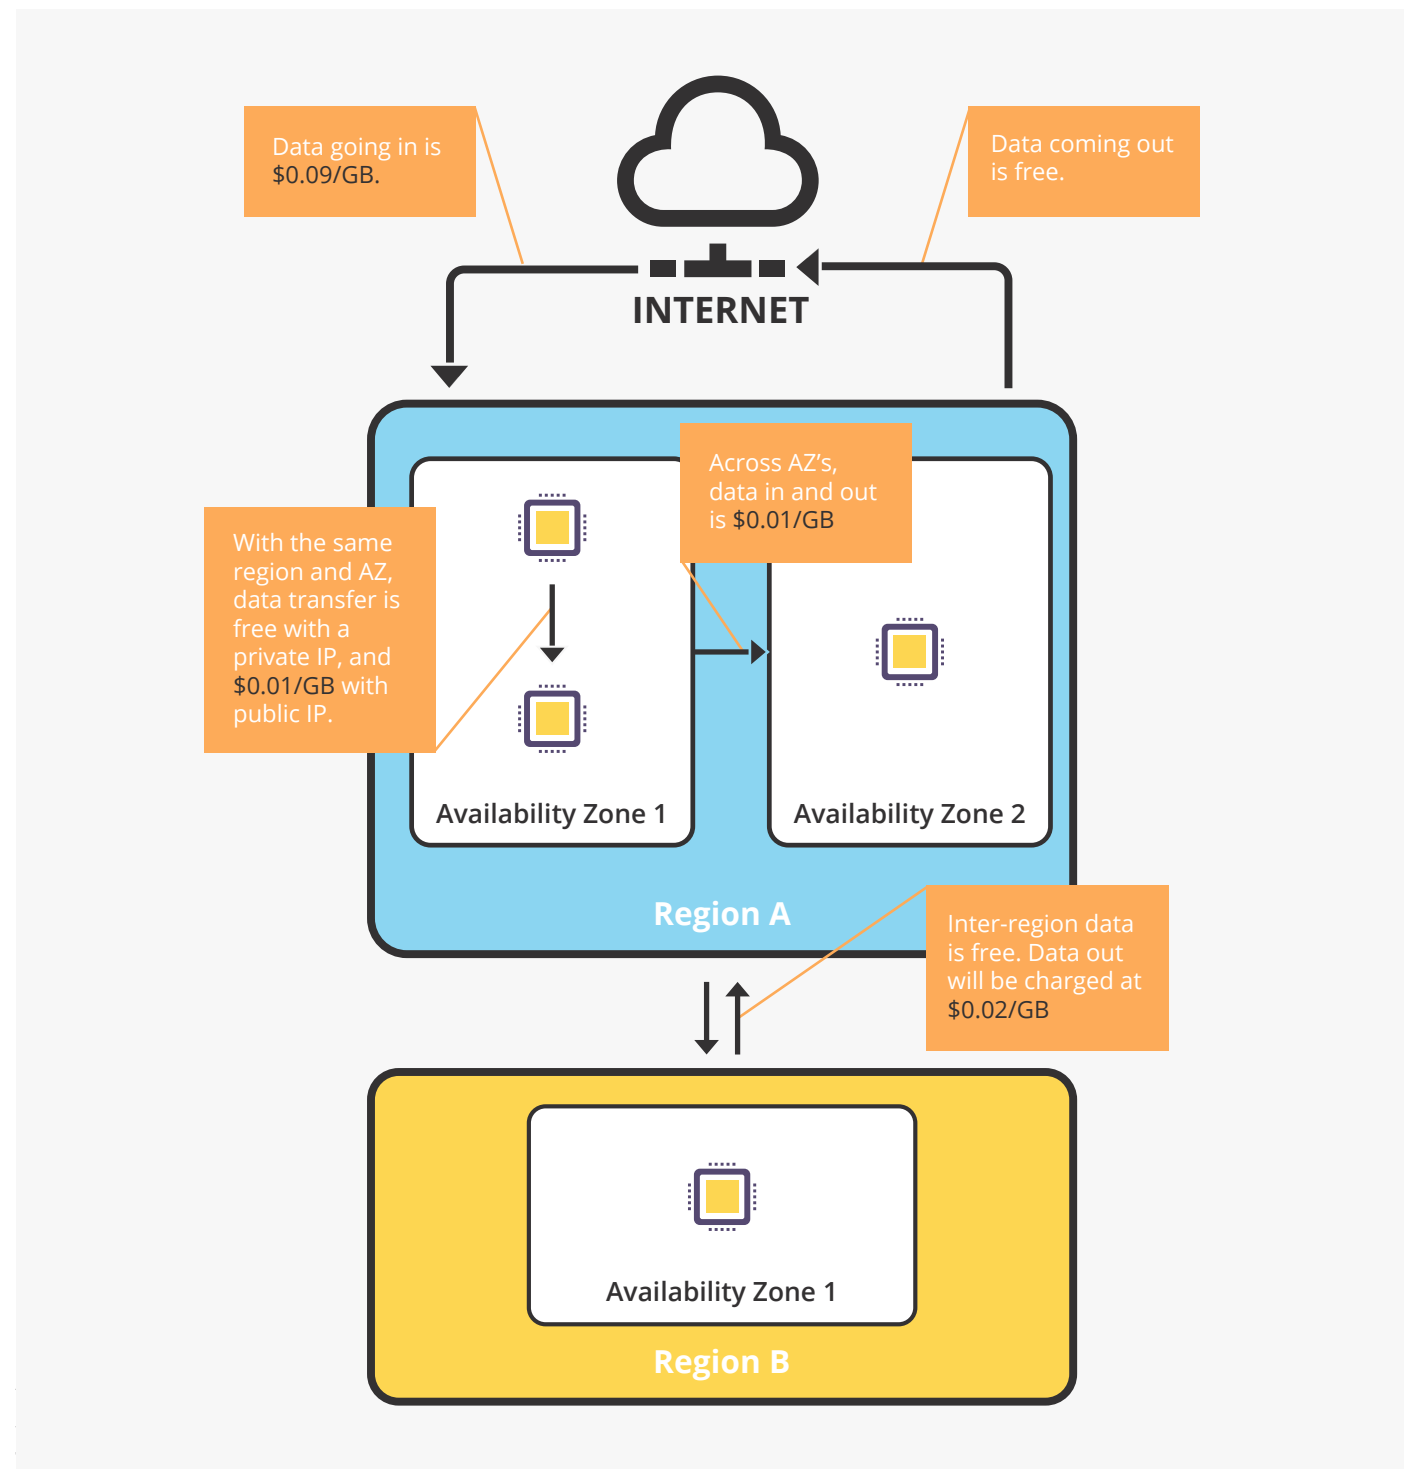 Data going in is
$0.09/GB.
Data coming out
is free.
INTERNET
Across AZ’s,
data in and out
is $0.01/GB
With the same
region and AZ,
data transfer is
free with a
private IP, and
$0.01/GB with
public IP.
Availability Zone 1
Availability Zone 2
Region A
Inter-region data
is free. Data out
will be charged at
$0.02/GB
Availability Zone 1
Region B